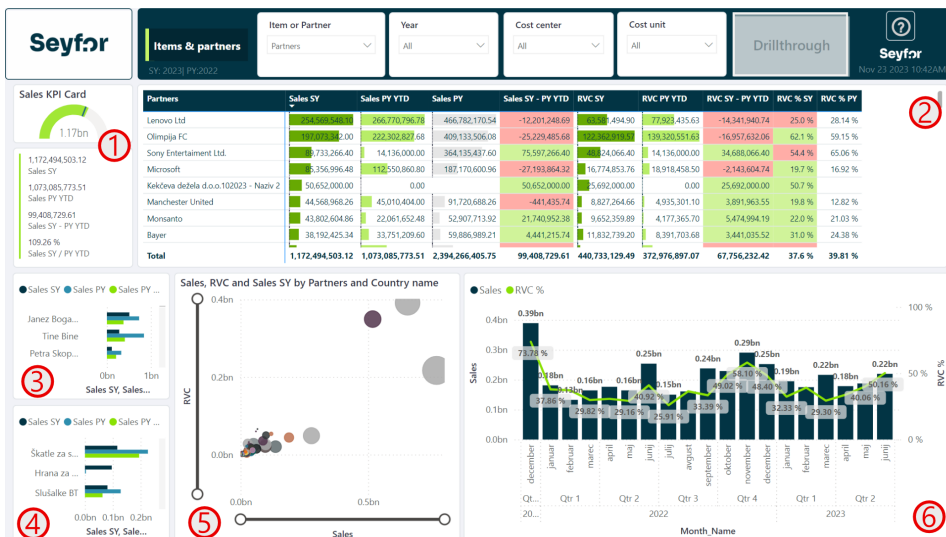 Seyfor
Items & partners
SY: 2023| PY:2022
Item or Partner
Partners
Year
All
Cost center
All
Cost unit
All
Drillthrough
?
Seyfor
Nov 23 2023 10:42AM
Sales KPI Card
1.17bn
1
1,172,494,503.12
Sales SY
1,073,085,773.51
Sales PY YTD
99,408,729.61
Sales SY - PY YTD
109.26 %
Sales SY / PY YTD
2
Partners Sales SY Sales PY YTD Sales PY Sales SY - PY YTD RVC SY RVC PY YTD RVC SY - PY YTD RVC % SY RVC % PY
Lenovo Ltd 254,569,548.10 266,770,796.78 466,782,170.54 -12,201,248.69 63,581,494.90 77,923,435.63 -14,341,940.74 25.0 % 28.14 %
Olimpija FC 197,073,342.00 222,302,827.68 409,133,506.08 -25,229,485.68 122,362,919.57 139,320,551.63 -16,957,632.06 62.1 % 59.15 %
Sony Entertaiment Ltd. 89,733,266.40 14,136,000.00 364,135,437.60 75,597,266.40 48,824,066.40 14,136,000.00 34,688,066.40 54.4 % 65.06 %
Microsoft 85,356,996.48 112,550,860.80 187,170,609.96 -27,193,864.32 16,774,853.76 18,918,458.50 -2,143,604.74 19.7 % 16.92 %
Kekčeva dežela d.o.o.102023 - Naziv 2 50,652,000.00 0.00 50,652,000.00 25,692,000.00 0.00 25,692,000.00 50.7 %
Manchester United 44,568,968.26 45,010,404.00 91,720,688.26 -441,435.74 8,827,264.66 4,935,301.10 3,891,963.55 19.8 % 12.82 %
Monsanto 43,802,604.86 22,061,652.48 52,907,713.92 21,740,952.38 9,652,359.89 4,177,365.70 5,474,994.19 22.0 % 21.03 %
Bayer 38,192,425.34 33,751,209.60 59,886,989.21 4,441,215.74 11,832,739.20 8,391,703.68 3,441,035.52 31.0 % 24.38 %
Total 1,172,494,503.12 1,073,085,773.51 2,394,266,405.75 99,408,729.61 440,733,129.49 372,976,897.07 67,756,232.42 37.6 % 39.81 %
Sales SY Sales PY Sales PY ...
Janez Boga...
Tine Bine
Petra Skop...
0bn 1bn
Sales SY, Sales...
3
Sales SY Sales PY Sales PY ...
Škatle za s...
Hrana za ...
Slušalke BT
0.0bn 0.1bn 0.2bn
Sales SY, Sale...
4
Sales, RVC and Sales SY by Partners and Country name
0.4bn
0.2bn
0.0bn
RVC
0.0bn 0.5bn
Sales
5
Sales RVC %
0.4bn
0.3bn
0.2bn
0.1bn
0.0bn
Sales
100 %
50 %
0 %
RVC %
0.39bn 0.18bn 0.13bn 0.16bn 0.16bn 0.25bn 0.15bn 0.24bn 0.29bn 0.25bn 0.19bn 0.22bn 0.18bn 0.22bn
73.78 % 37.86 % 29.82 % 29.16 % 40.92 % 25.91 % 33.39 % 49.02 % 58.10 % 48.40 % 32.33 % 29.30 % 40.06 % 50.16 %
december januar februar marec april maj junij julij avgust september oktober november december januar februar marec april maj junij
Qt... Qtr 1 Qtr 2 Qtr 3 Qtr 4 Qtr 1 Qtr 2
20... 2022 2023
Month_Name
6